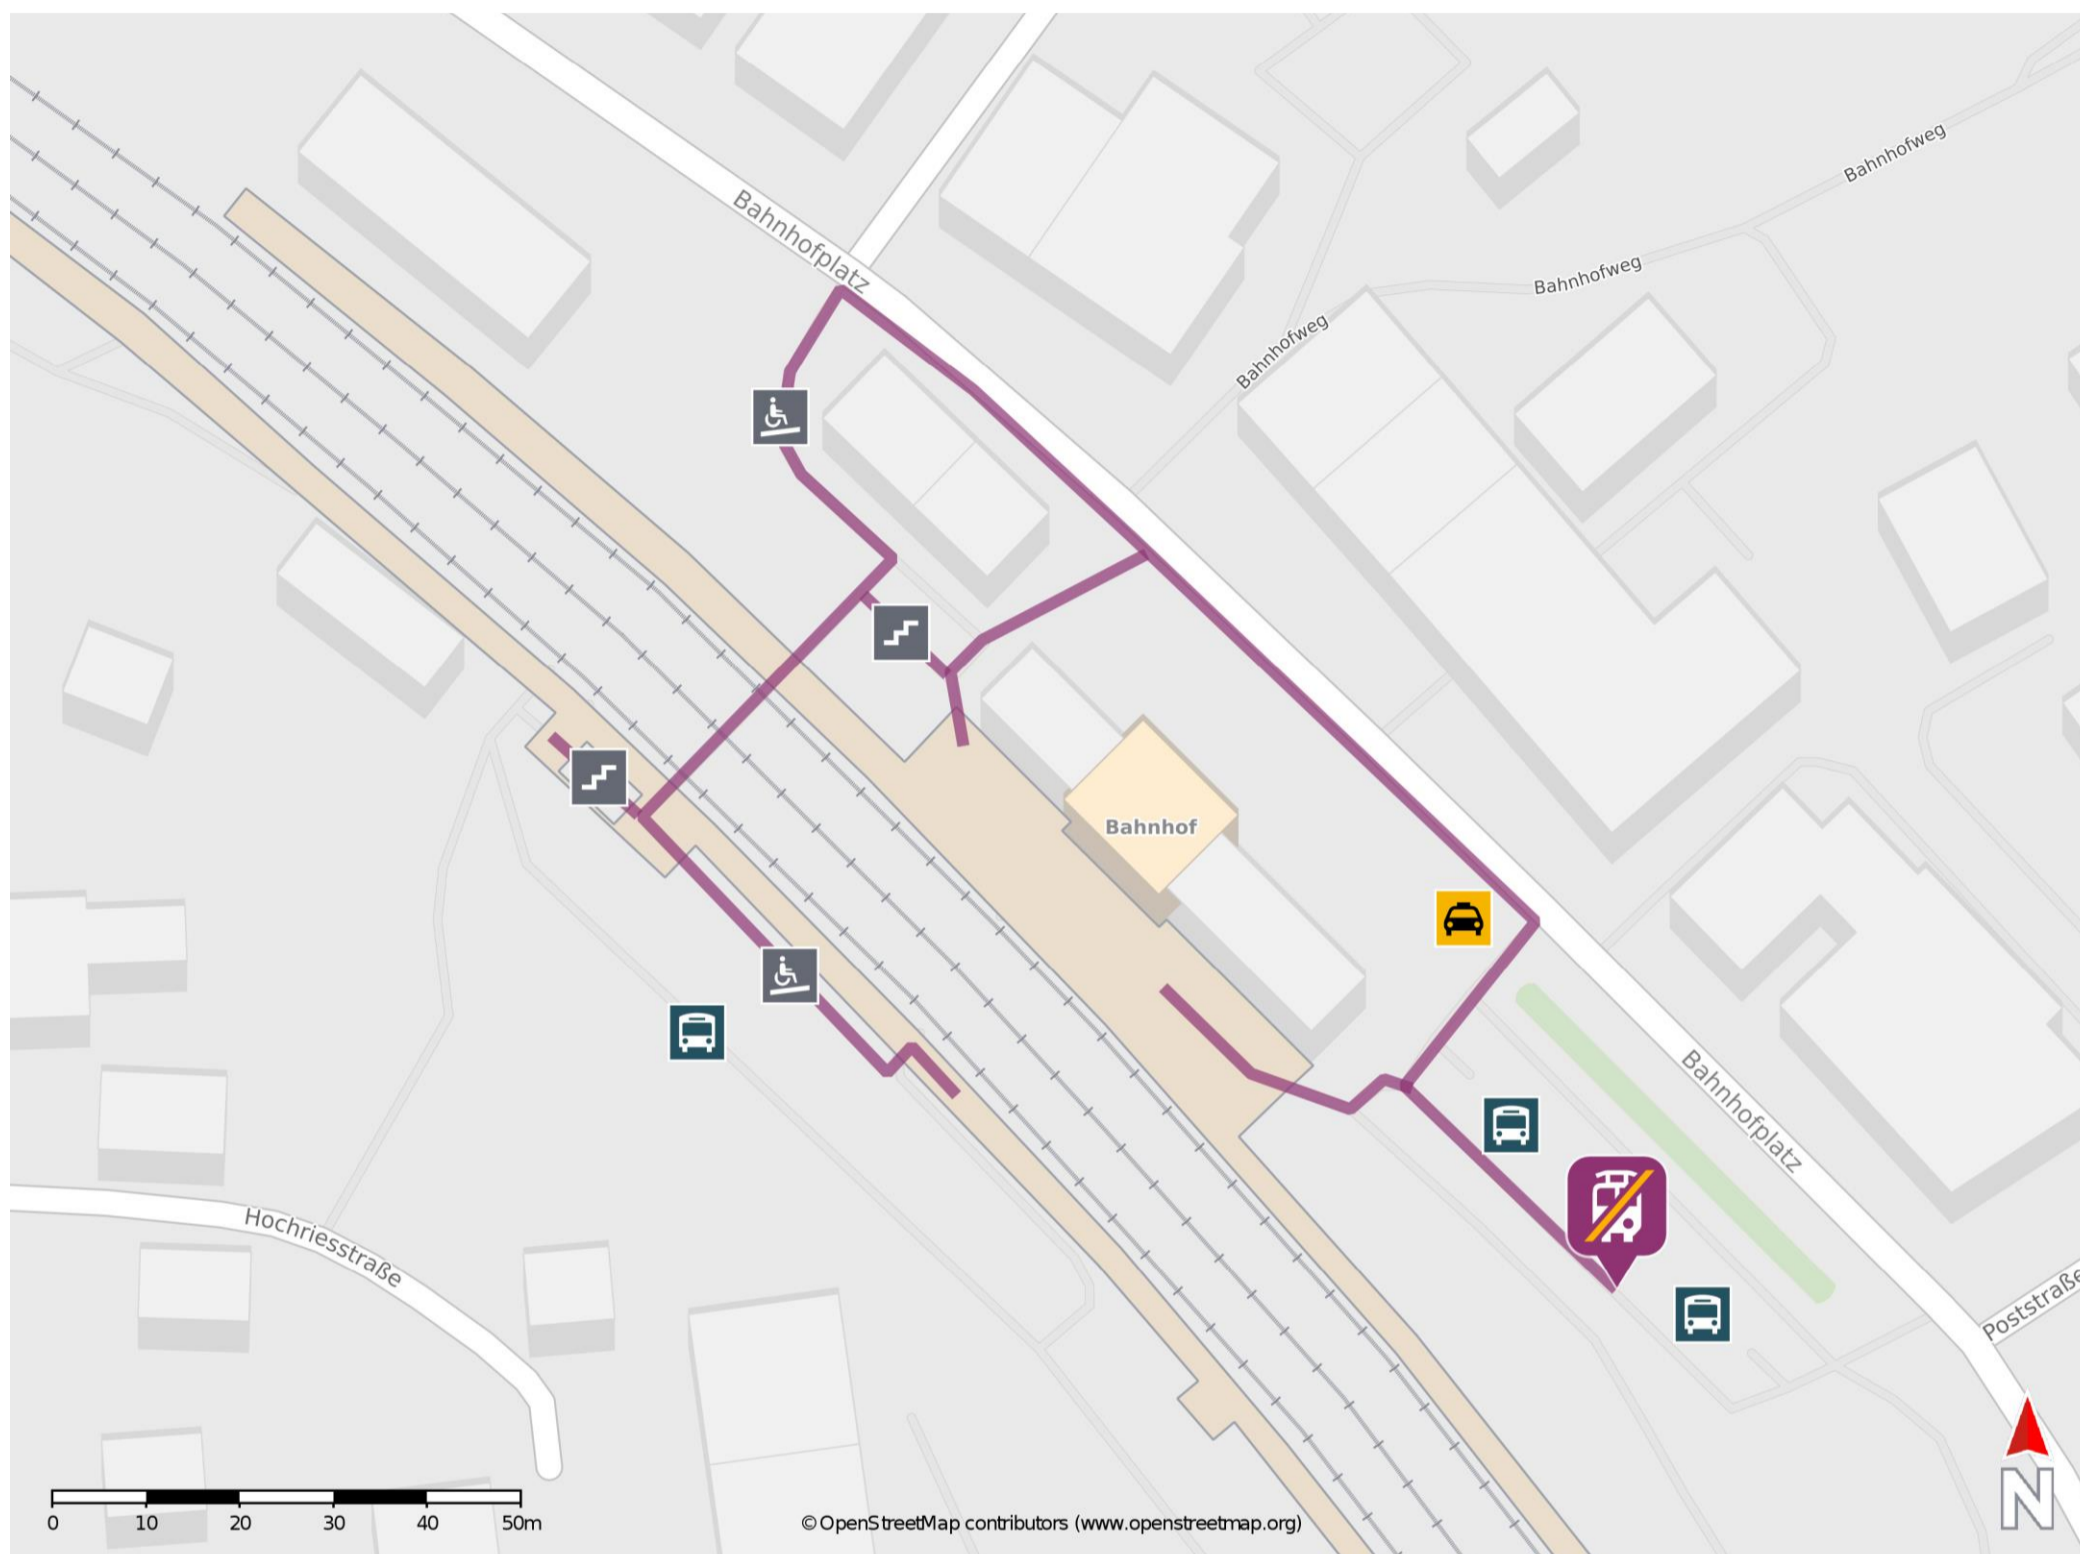 Bahnhofweg
Bahnhofplatz
Bahnhofweg
Bahnhofweg
Bahnhof
Bahnhofplatz
Hochriesstraße
Poststraße
0 10 20 30 40 50m
© OpenStreetMap contributors (www.openstreetmap.org)
N